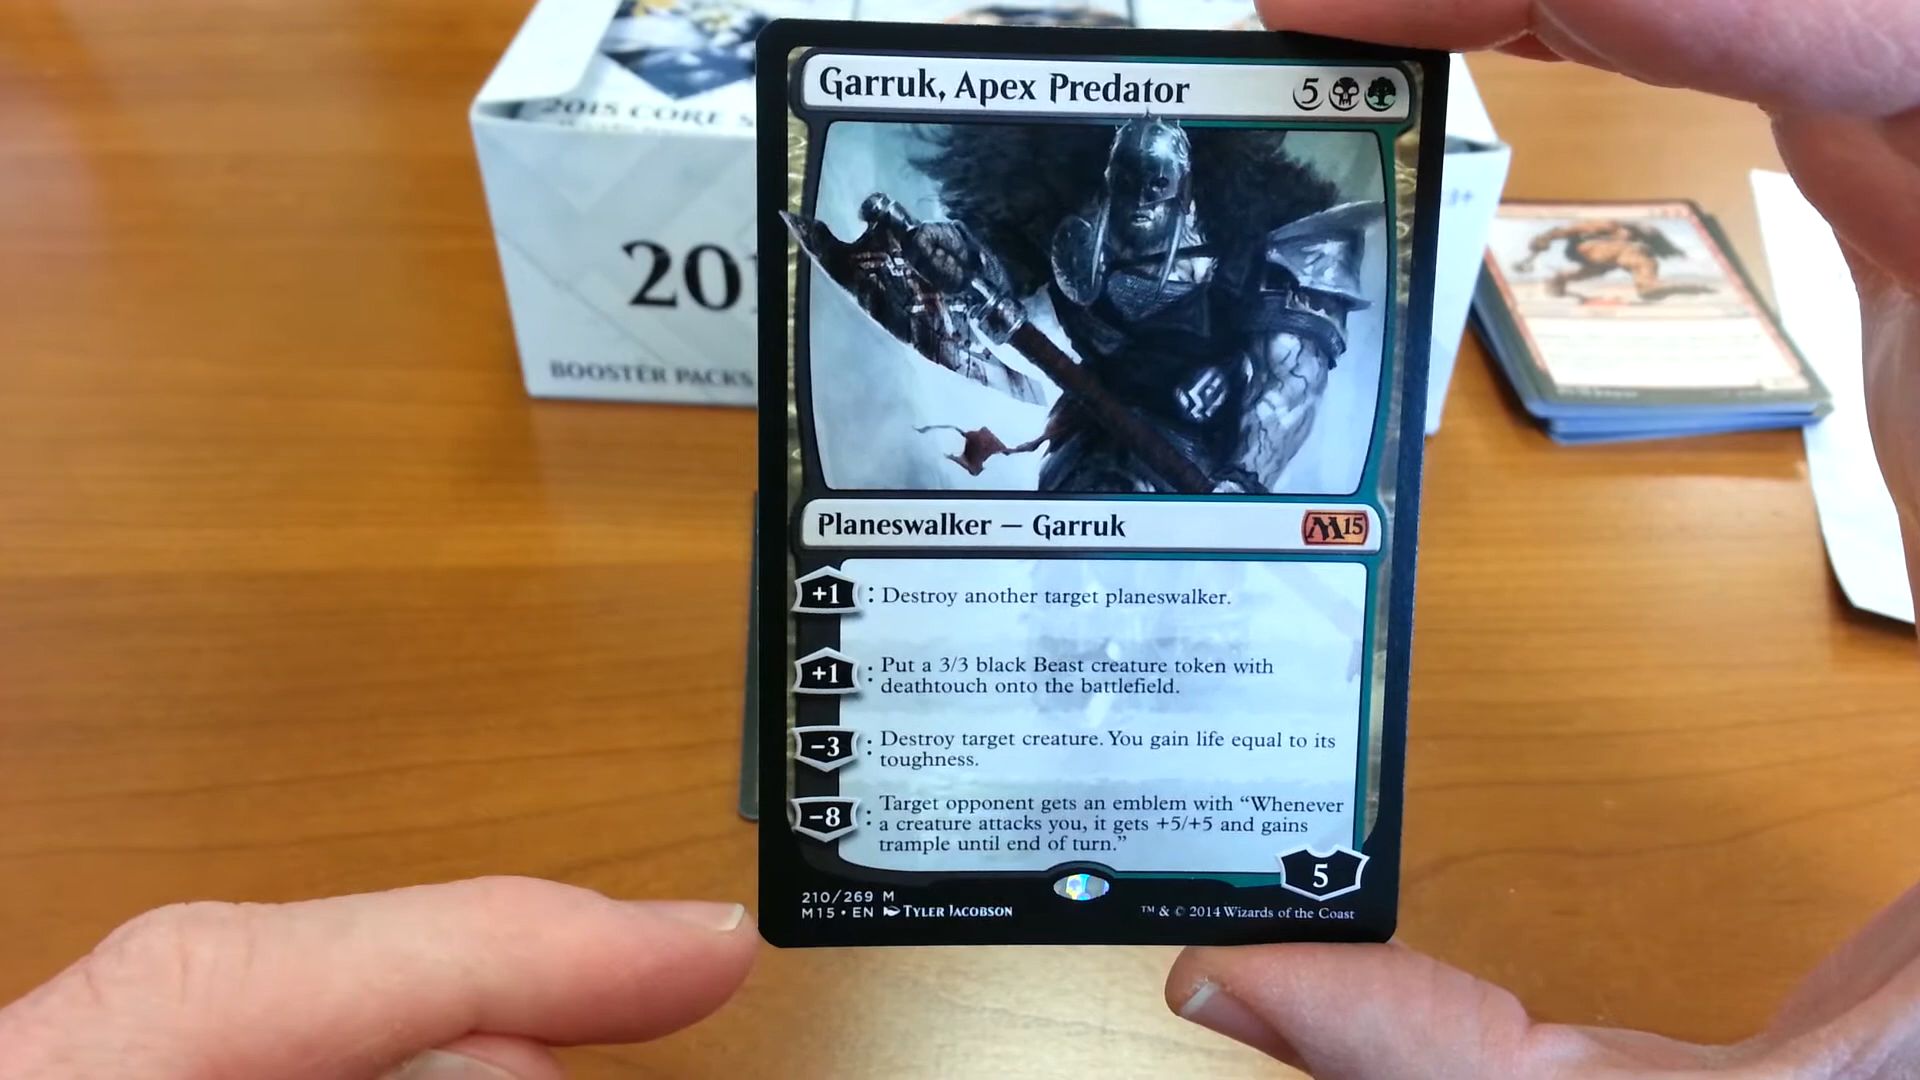 2015 CORE S
20
BOOSTER PACKS
Garruk, Apex Predator 5
Planeswalker — Garruk M15
+1 : Destroy another target planeswalker.
+1 : Put a 3/3 black Beast creature token with
deathtouch onto the battlefield.
−3 : Destroy target creature. You gain life equal to its
toughness.
−8 : Target opponent gets an emblem with “Whenever
a creature attacks you, it gets +5/+5 and gains
trample until end of turn.”
5
210/269 M
M15 • EN TYLER JACOBSON
™ & © 2014 Wizards of the Coast